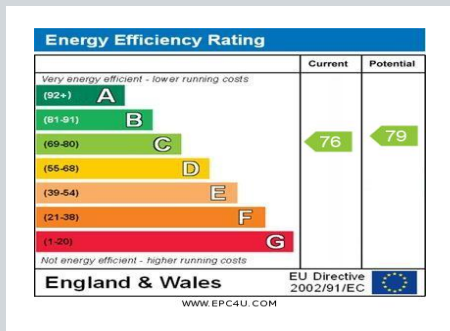 Energy Efficiency Rating
Current Potential
Very energy efficient - lower running costs
(92+) A
(81-91) B
(69-80) C 76 79
(55-68) D
(39-54) E
(21-38) F
(1-20) G
Not energy efficient - higher running costs
England & Wales
EU Directive
2002/91/EC
WWW.EPC4U.COM